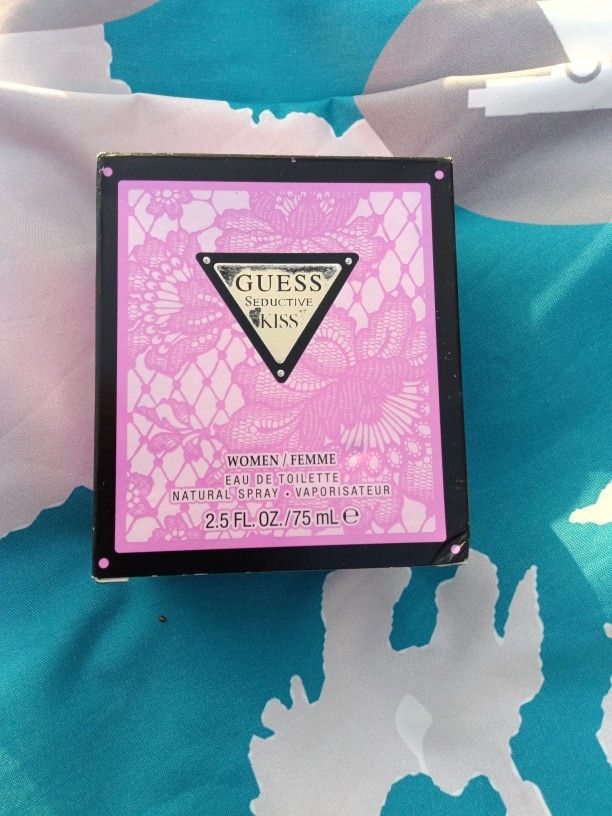 GUESS
SEDUCTIVE
KISS
WOMEN / FEMME
EAU DE TOILETTE
NATURAL SPRAY • VAPORISATEUR
2.5 FL. OZ. / 75 mL ℮